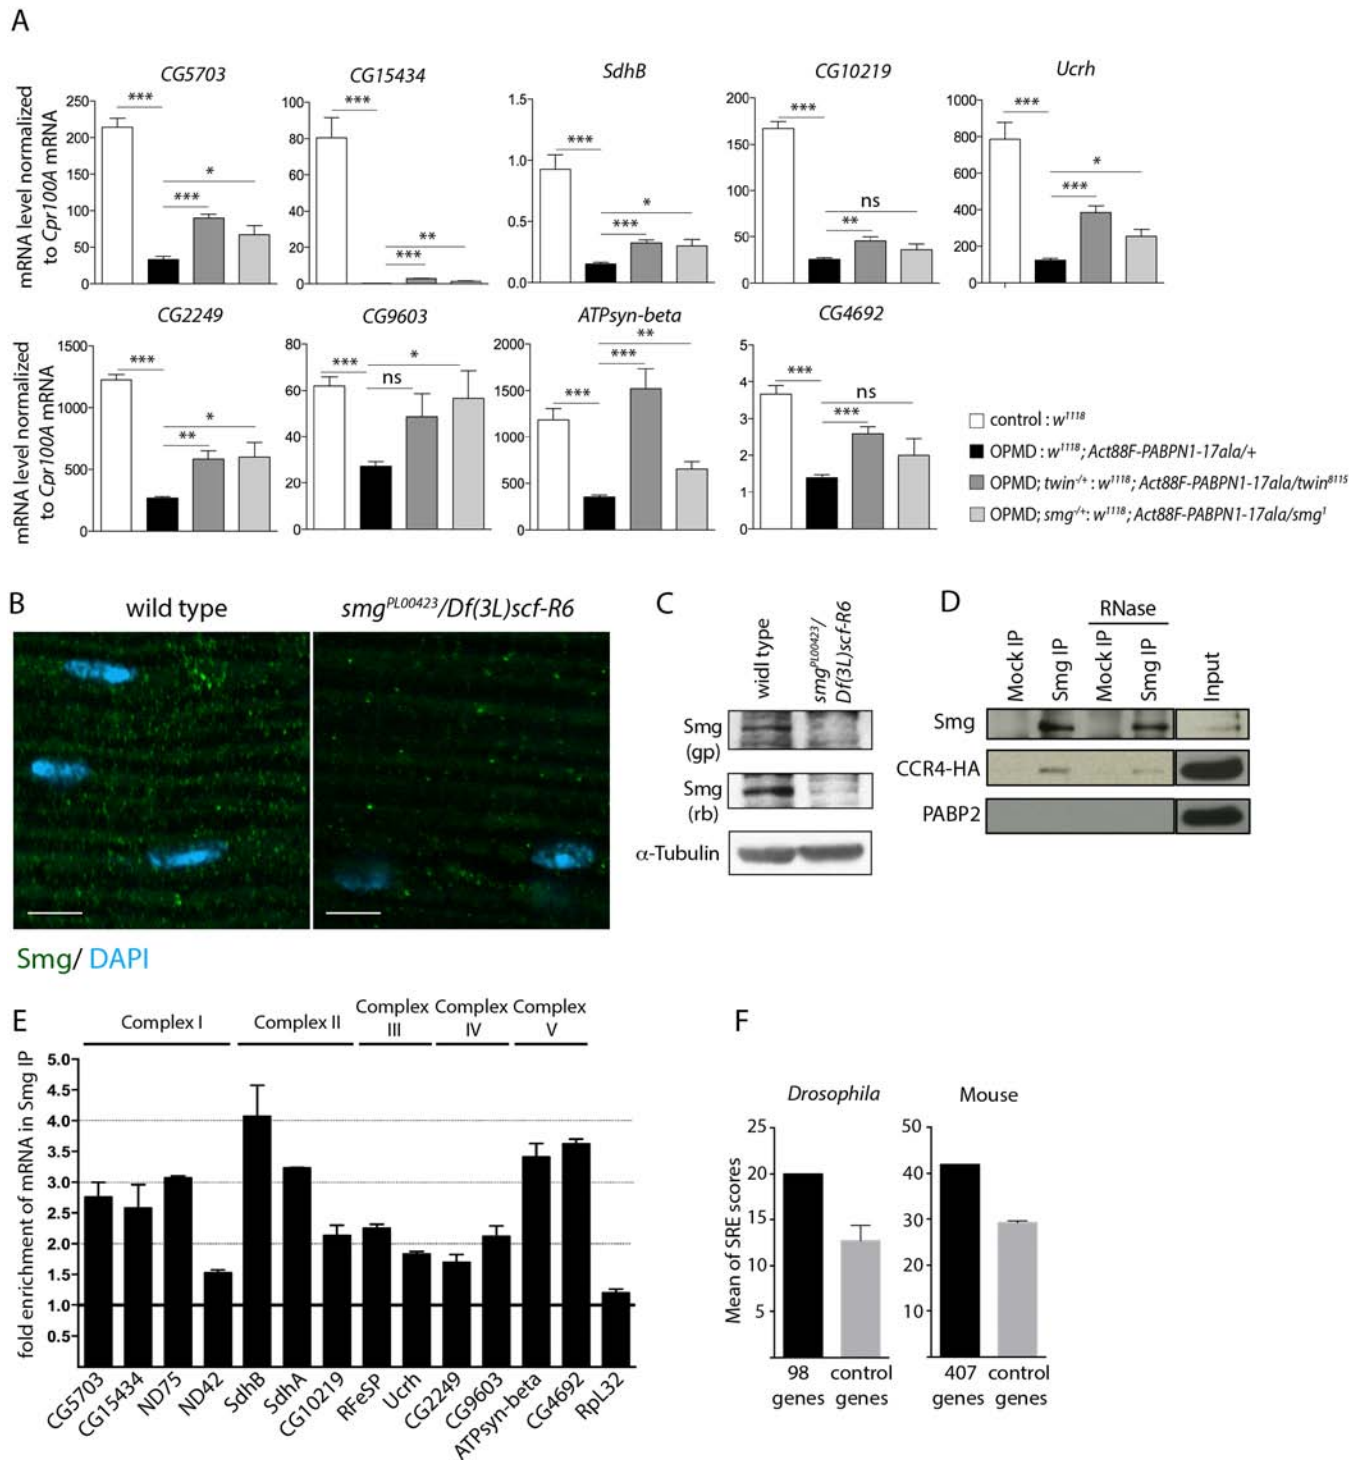 A
CG5703
CG15434
SdhB
CG10219
Ucrh
mRNA level normalized
to Cpr100A mRNA
250
200
150
100
50
0
***
***
*
100
80
60
40
20
0
***
***
**
1.5
1.0
0.5
0.0
***
***
*
200
150
100
50
0
***
**
ns
1000
800
600
400
200
0
***
***
*
CG2249
CG9603
ATPsyn-beta
CG4692
mRNA level normalized
to Cpr100A mRNA
1500
1000
500
0
***
**
*
80
60
40
20
0
***
ns
*
2000
1500
1000
500
0
***
***
**
5
4
3
2
1
0
***
***
ns
control : w1118
OPMD : w1118; Act88F-PABPN1-17ala/+
OPMD; twin-/+ : w1118; Act88F-PABPN1-17ala/twin8115
OPMD; smg-/+: w1118; Act88F-PABPN1-17ala/smg1
B
wild type
smgPL00423/Df(3L)scf-R6
Smg/ DAPI
C
widl type
smgPL00423/
Df(3L)scf-R6
Smg
(gp)
Smg
(rb)
α-Tubulin
D
RNase
Mock IP
Smg IP
Mock IP
Smg IP
Input
Smg
CCR4-HA
PABP2
E
Complex I
Complex II
Complex
III
Complex
IV
Complex
V
fold enrichment of mRNA in Smg IP
5.0
4.5
4.0
3.5
3.0
2.5
2.0
1.5
1.0
0.5
CG5703
CG15434
ND75
ND42
SdhB
SdhA
CG10219
RFeSP
Ucrh
CG2249
CG9603
ATPsyn-beta
CG4692
RpL32
F
Drosophila
Mouse
Mean of SRE scores
25
20
15
10
5
98
genes
control
genes
50
40
30
20
10
407
genes
control
genes